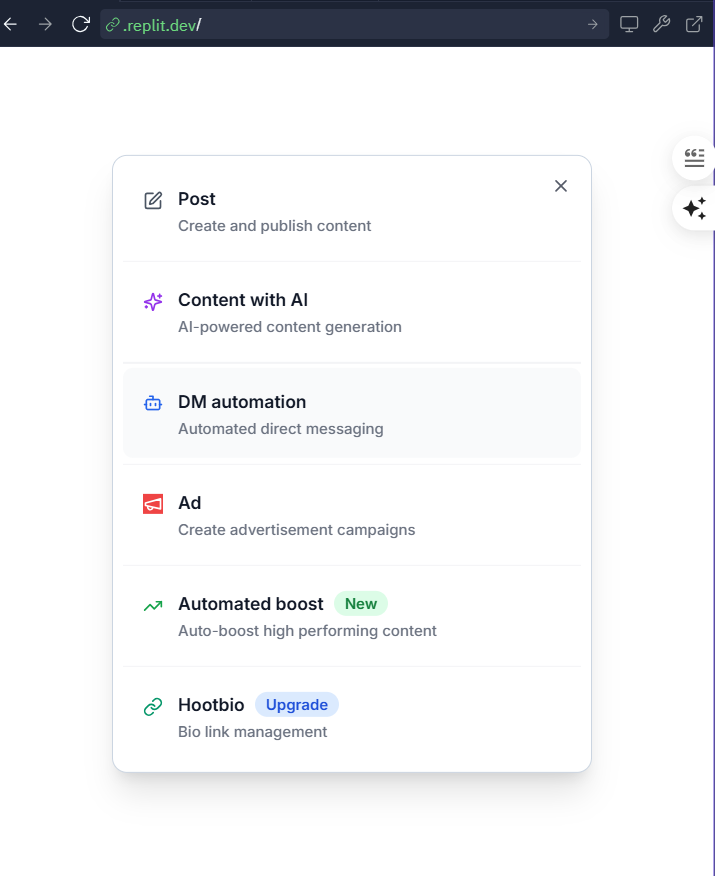 .replit.dev/
Post
Create and publish content
Content with AI
AI-powered content generation
DM automation
Automated direct messaging
Ad
Create advertisement campaigns
Automated boost New
Auto-boost high performing content
Hootbio Upgrade
Bio link management